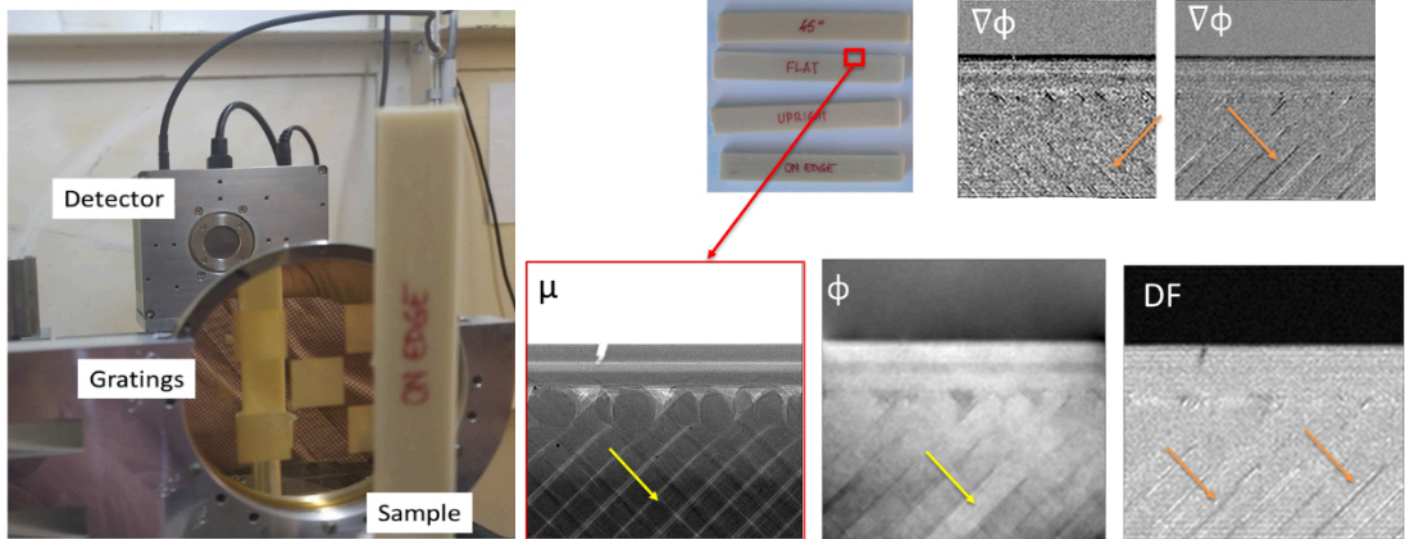 Detector
Gratings
Sample
ON EDGE
45°
FLAT
UPRIGHT
ON EDGE
∇ϕ
∇ϕ
μ
ϕ
DF